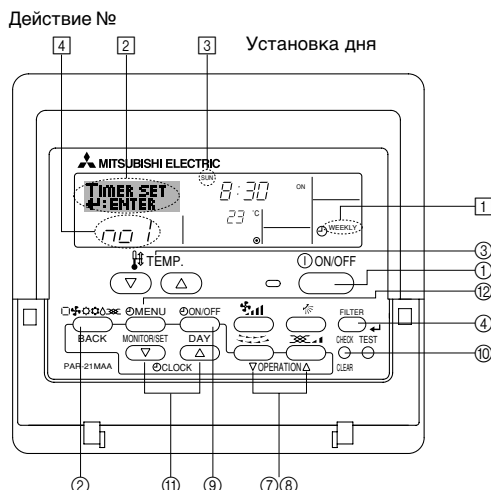 Действие №
4 2 3 Установка дня
MITSUBISHI ELECTRIC
TIMER SET
↵:ENTER
SUN
8:30
ON
23 °C
no 1
WEEKLY
1
TEMP.
ON/OFF
▽ △
3
1
12
MENU
ON/OFF
FILTER
↵
4
BACK
MONITOR/SET
DAY
CHECK TEST
10
▽ △
PAR-21MAA
CLOCK
▽OPERATION△
CLEAR
2 11 9 7 8